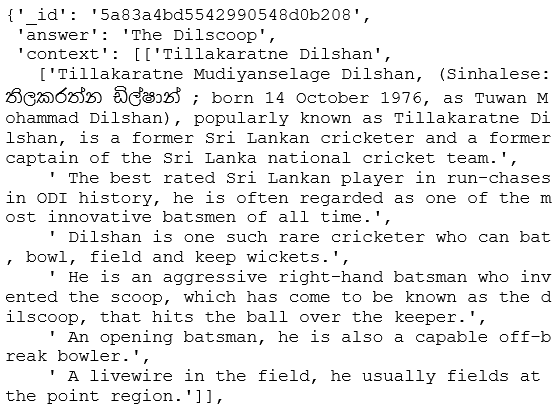 {'_id': '5a83a4bd5542990548d0b208',
 'answer': 'The Dilscoop',
 'context': [['Tillakaratne Dilshan',
   ['Tillakaratne Mudiyanselage Dilshan, (Sinhalese:
තිලකරත්න ඩිල්ෂාන් ; born 14 October 1976, as Tuwan M
ohammad Dilshan), popularly known as Tillakaratne Di
lshan, is a former Sri Lankan cricketer and a former
captain of the Sri Lanka national cricket team.',
    ' The best rated Sri Lankan player in run-chases
in ODI history, he is often regarded as one of the m
ost innovative batsmen of all time.',
    ' Dilshan is one such rare cricketer who can bat
, bowl, field and keep wickets.',
    ' He is an aggressive right-hand batsman who inv
ented the scoop, which has come to be known as the d
ilscoop, that hits the ball over the keeper.',
    ' An opening batsman, he is also a capable off-b
reak bowler.',
    ' A livewire in the field, he usually fields at
the point region.']],